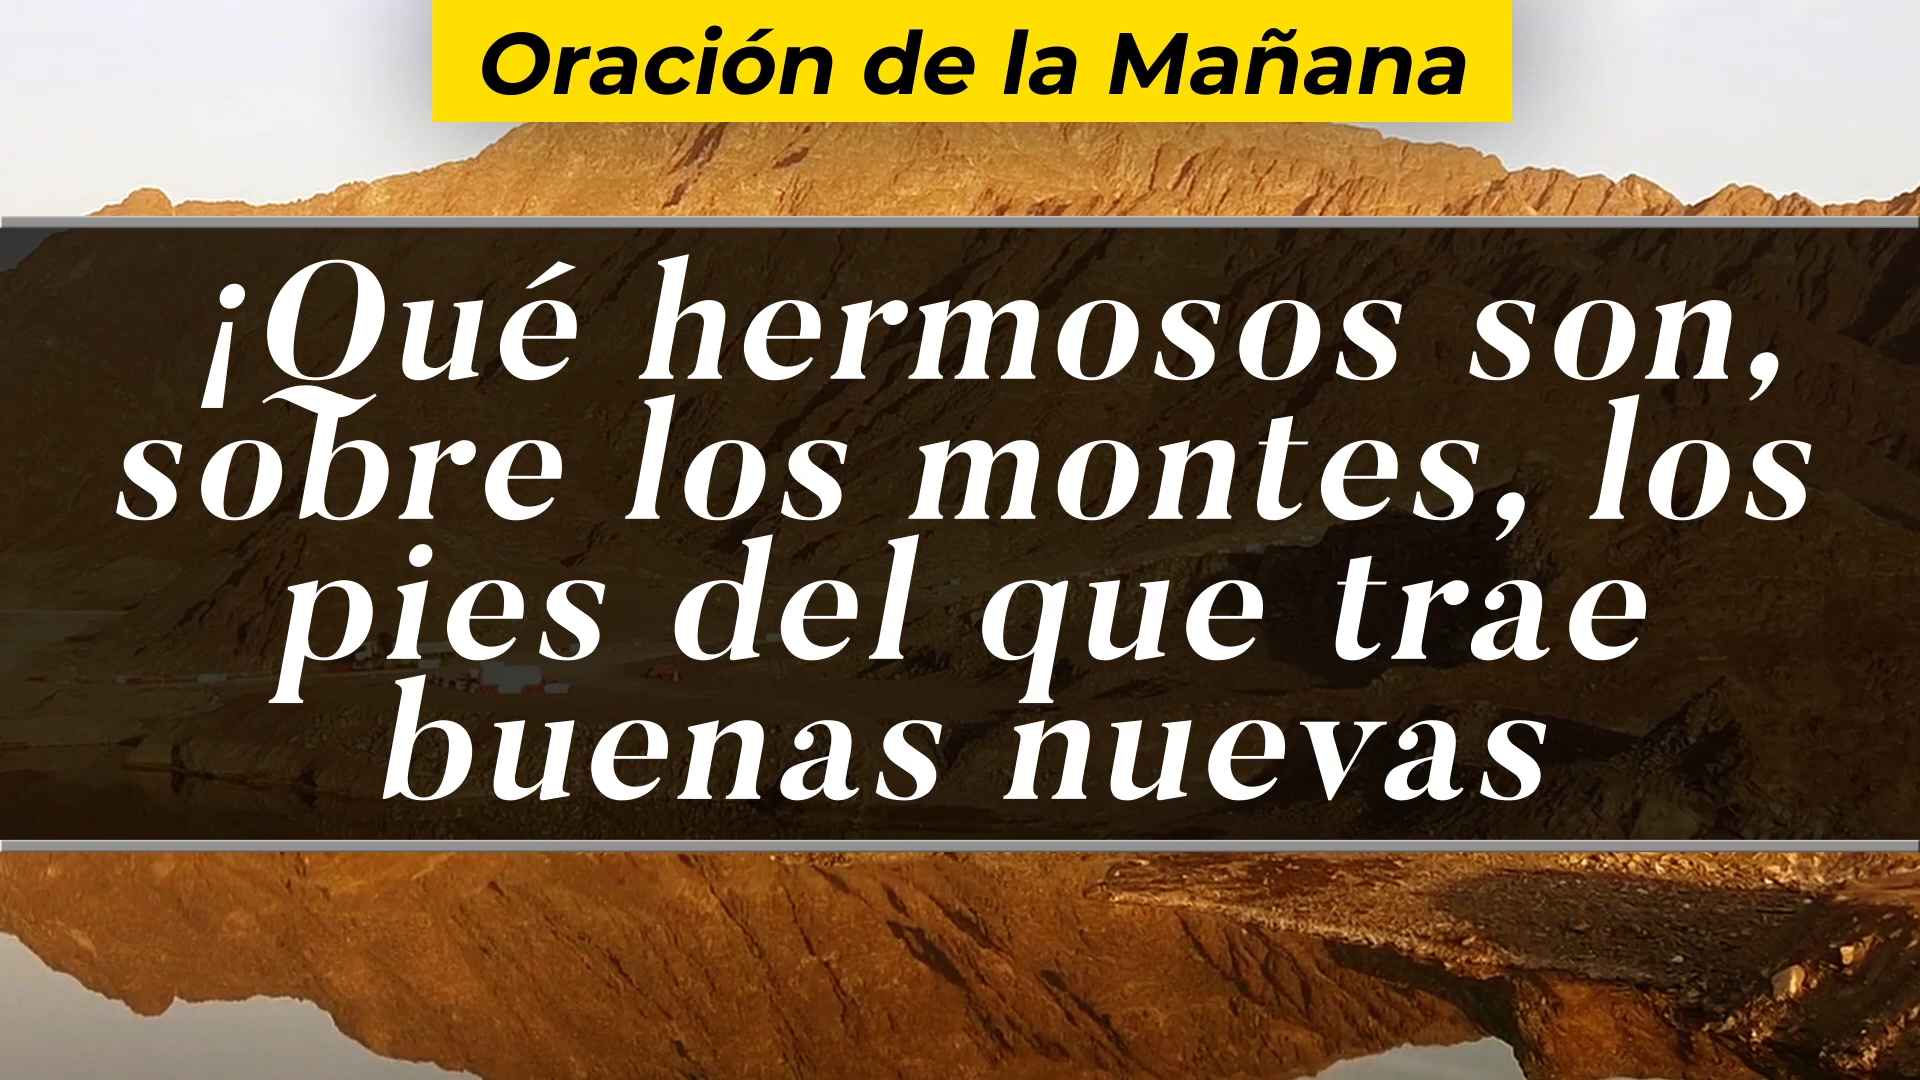 Oración de la Mañana
¡Qué hermosos son,
sobre los montes, los
pies del que trae
buenas nuevas